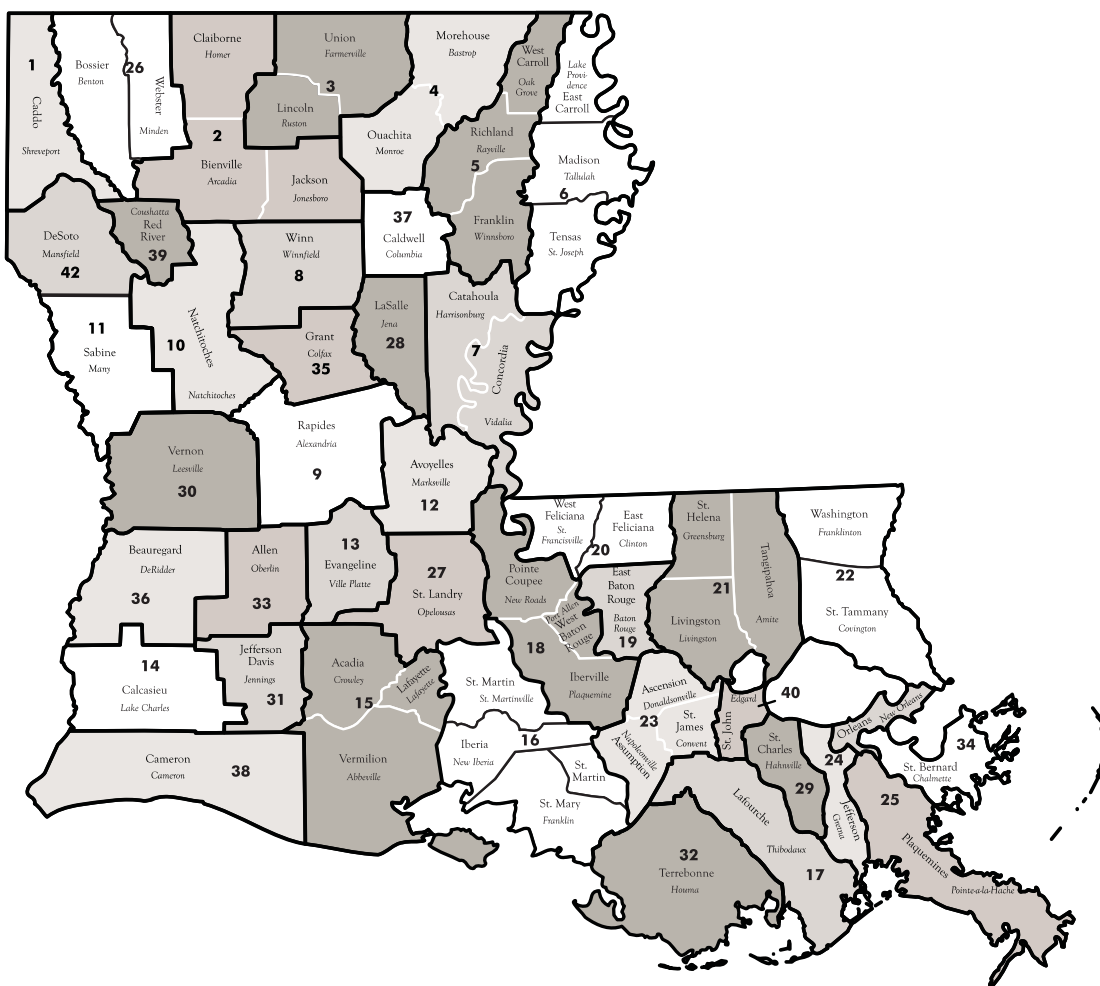 1
Caddo
Shreveport
Bossier
Benton
26
Webster
Minden
Claiborne
Homer
2
Bienville
Arcadia
Jackson
Jonesboro
Union
Farmerville
3
Lincoln
Ruston
Morehouse
Bastrop
4
Ouachita
Monroe
West
Carroll
Oak
Grove
Richland
Rayville
5
Franklin
Winnsboro
Lake
Provi-
dence
East
Carroll
Madison
Tallulah
6
Tensas
St. Joseph
DeSoto
Mansfield
42
Coushatta
Red
River
39
Winn
Winnfield
8
37
Caldwell
Columbia
11
Sabine
Many
10
Natchitoches
Natchitoches
Grant
Colfax
35
LaSalle
Jena
28
Catahoula
Harrisonburg
7
Concordia
Vidalia
Vernon
Leesville
30
Rapides
Alexandria
9
Avoyelles
Marksville
12
Beauregard
DeRidder
36
Allen
Oberlin
33
13
Evangeline
Ville Platte
27
St. Landry
Opelousas
Pointe
Coupee
New Roads
Port Allen
West
Baton
Rouge
18
Iberville
Plaquemine
West
Feliciana
St.
Francisville
20
East
Feliciana
Clinton
East
Baton
Rouge
Baton
Rouge
19
St.
Helena
Greensburg
21
Livingston
Livingston
Tangipahoa
Amite
Washington
Franklinton
22
St. Tammany
Covington
14
Calcasieu
Lake Charles
Jefferson
Davis
Jennings
31
Acadia
Crowley
15
Lafayette
Lafayette
Vermilion
Abbeville
Cameron
Cameron
38
St. Martin
St. Martinville
16
Iberia
New Iberia
St.
Martin
St. Mary
Franklin
Ascension
Donaldsonville
23
St.
James
Convent
Napoleonville
Assumption
Edgard
St. John
40
St.
Charles
Hahnville
29
Orleans
New Orleans
24
Jefferson
Gretna
34
St. Bernard
Chalmette
25
Plaquemines
Pointe-a-la-Hache
Lafourche
Thibodaux
17
32
Terrebonne
Houma